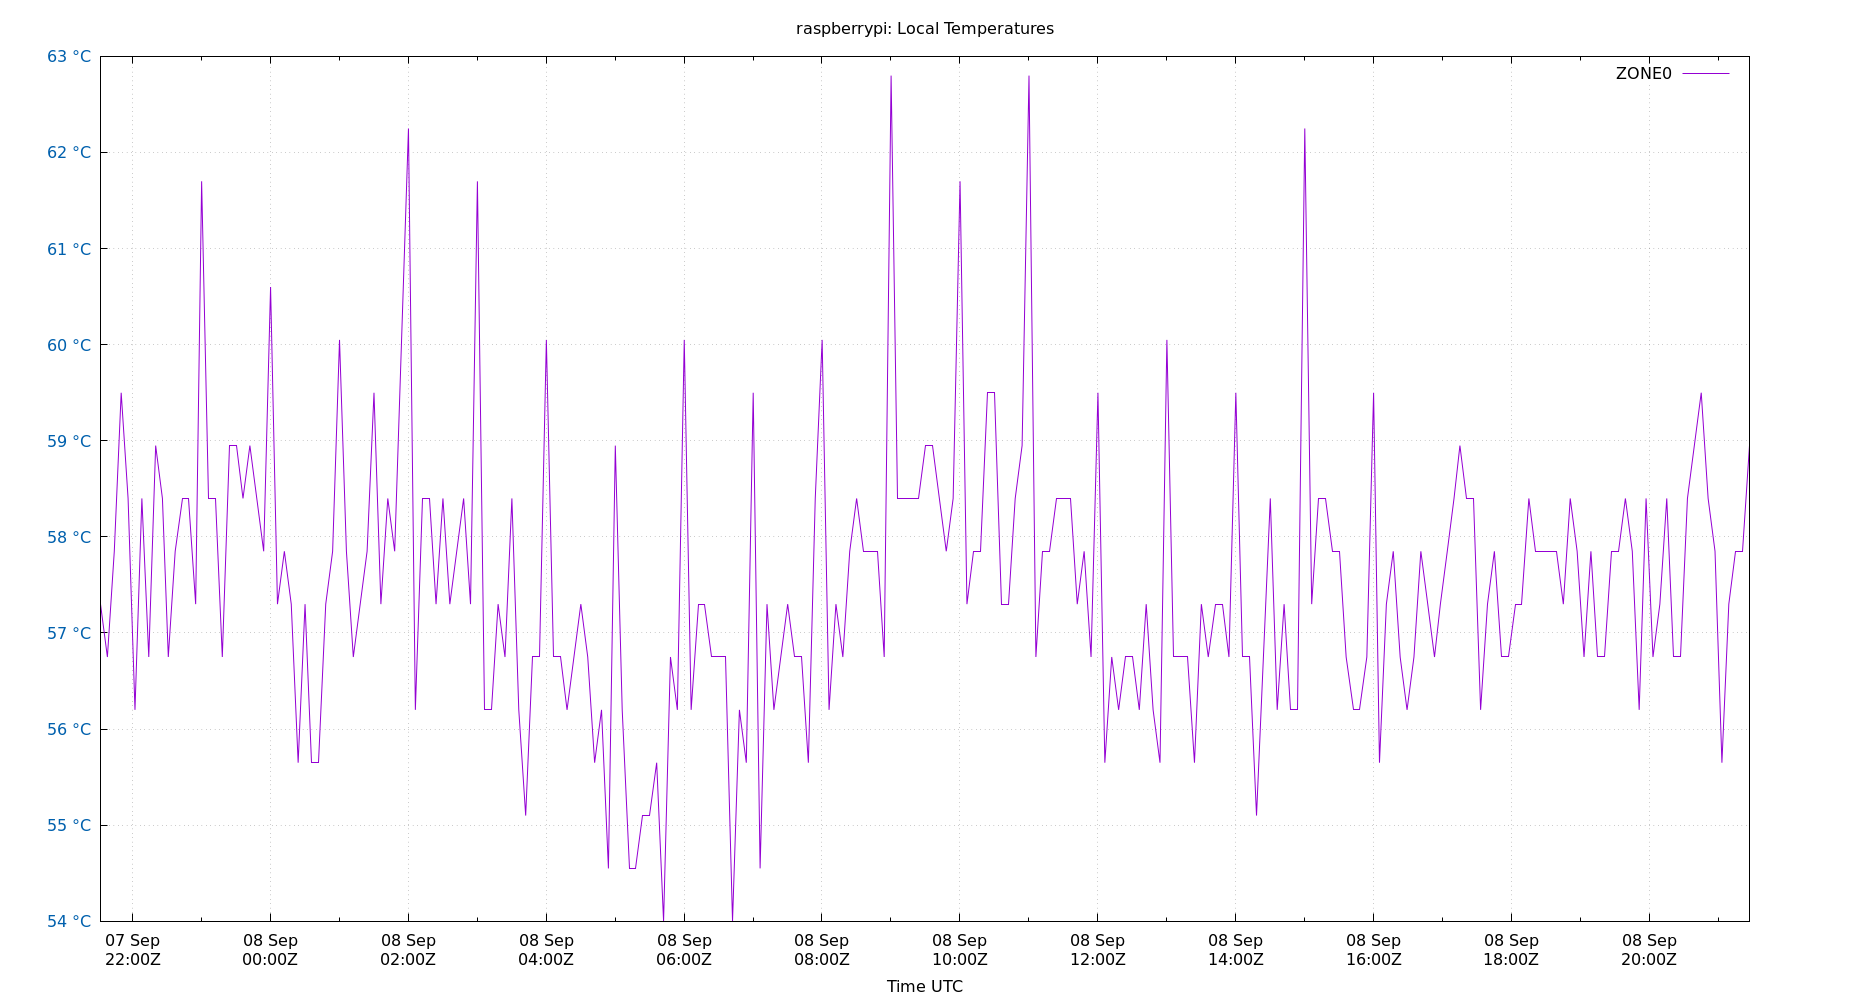 raspberrypi: Local Temperatures
63 °C
ZONE0
62 °C
61 °C
60 °C
59 °C
58 °C
57 °C
56 °C
55 °C
54 °C
07 Sep 08 Sep 08 Sep 08 Sep 08 Sep 08 Sep 08 Sep 08 Sep 08 Sep 08 Sep 08 Sep 08 Sep
22:00Z 00:00Z 02:00Z 04:00Z 06:00Z 08:00Z 10:00Z 12:00Z 14:00Z 16:00Z 18:00Z 20:00Z
Time UTC